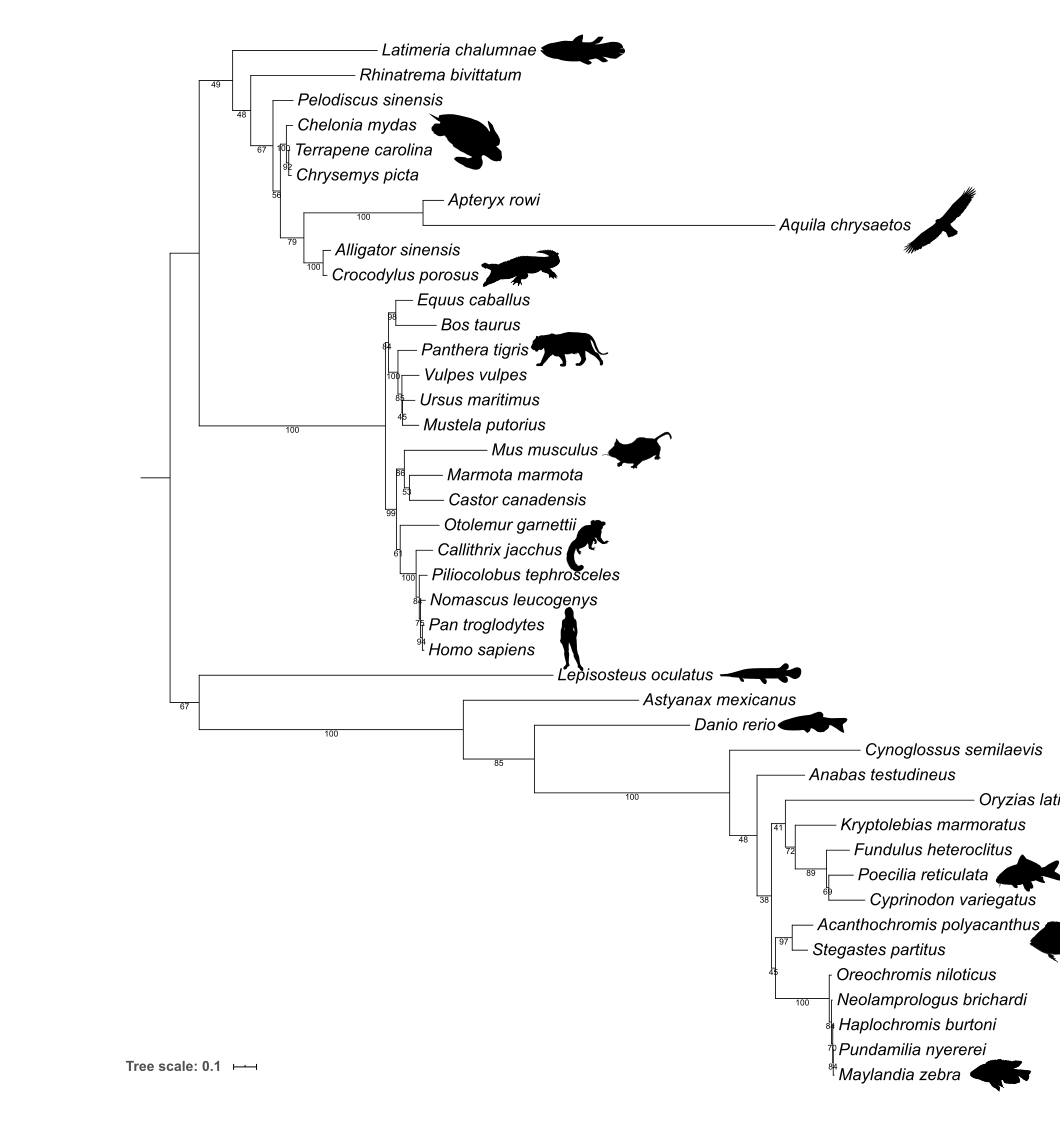 Latimeria chalumnae
49
Rhinatrema bivittatum
48
Pelodiscus sinensis
Chelonia mydas
67
100
Terrapene carolina
92
Chrysemys picta
56
Apteryx rowi
100
Aquila chrysaetos
79
Alligator sinensis
100
Crocodylus porosus
Equus caballus
98
Bos taurus
84
Panthera tigris
100
Vulpes vulpes
85
Ursus maritimus
45
Mustela putorius
100
Mus musculus
Marmota marmota
53
Castor canadensis
99
Otolemur garnettii
61
Callithrix jacchus
100
Piliocolobus tephrosceles
Nomascus leucogenys
Pan troglodytes
94
Homo sapiens
Lepisosteus oculatus
67
Astyanax mexicanus
100
Danio rerio
85
Cynoglossus semilaevis
100
Anabas testudineus
48
Oryzias lati
41
Kryptolebias marmoratus
72
Fundulus heteroclitus
89
Poecilia reticulata
69
Cyprinodon variegatus
38
Acanthochromis polyacanthus
97
Stegastes partitus
45
Oreochromis niloticus
100
Neolamprologus brichardi
84
Haplochromis burtoni
70
Pundamilia nyererei
84
Maylandia zebra
Tree scale: 0.1